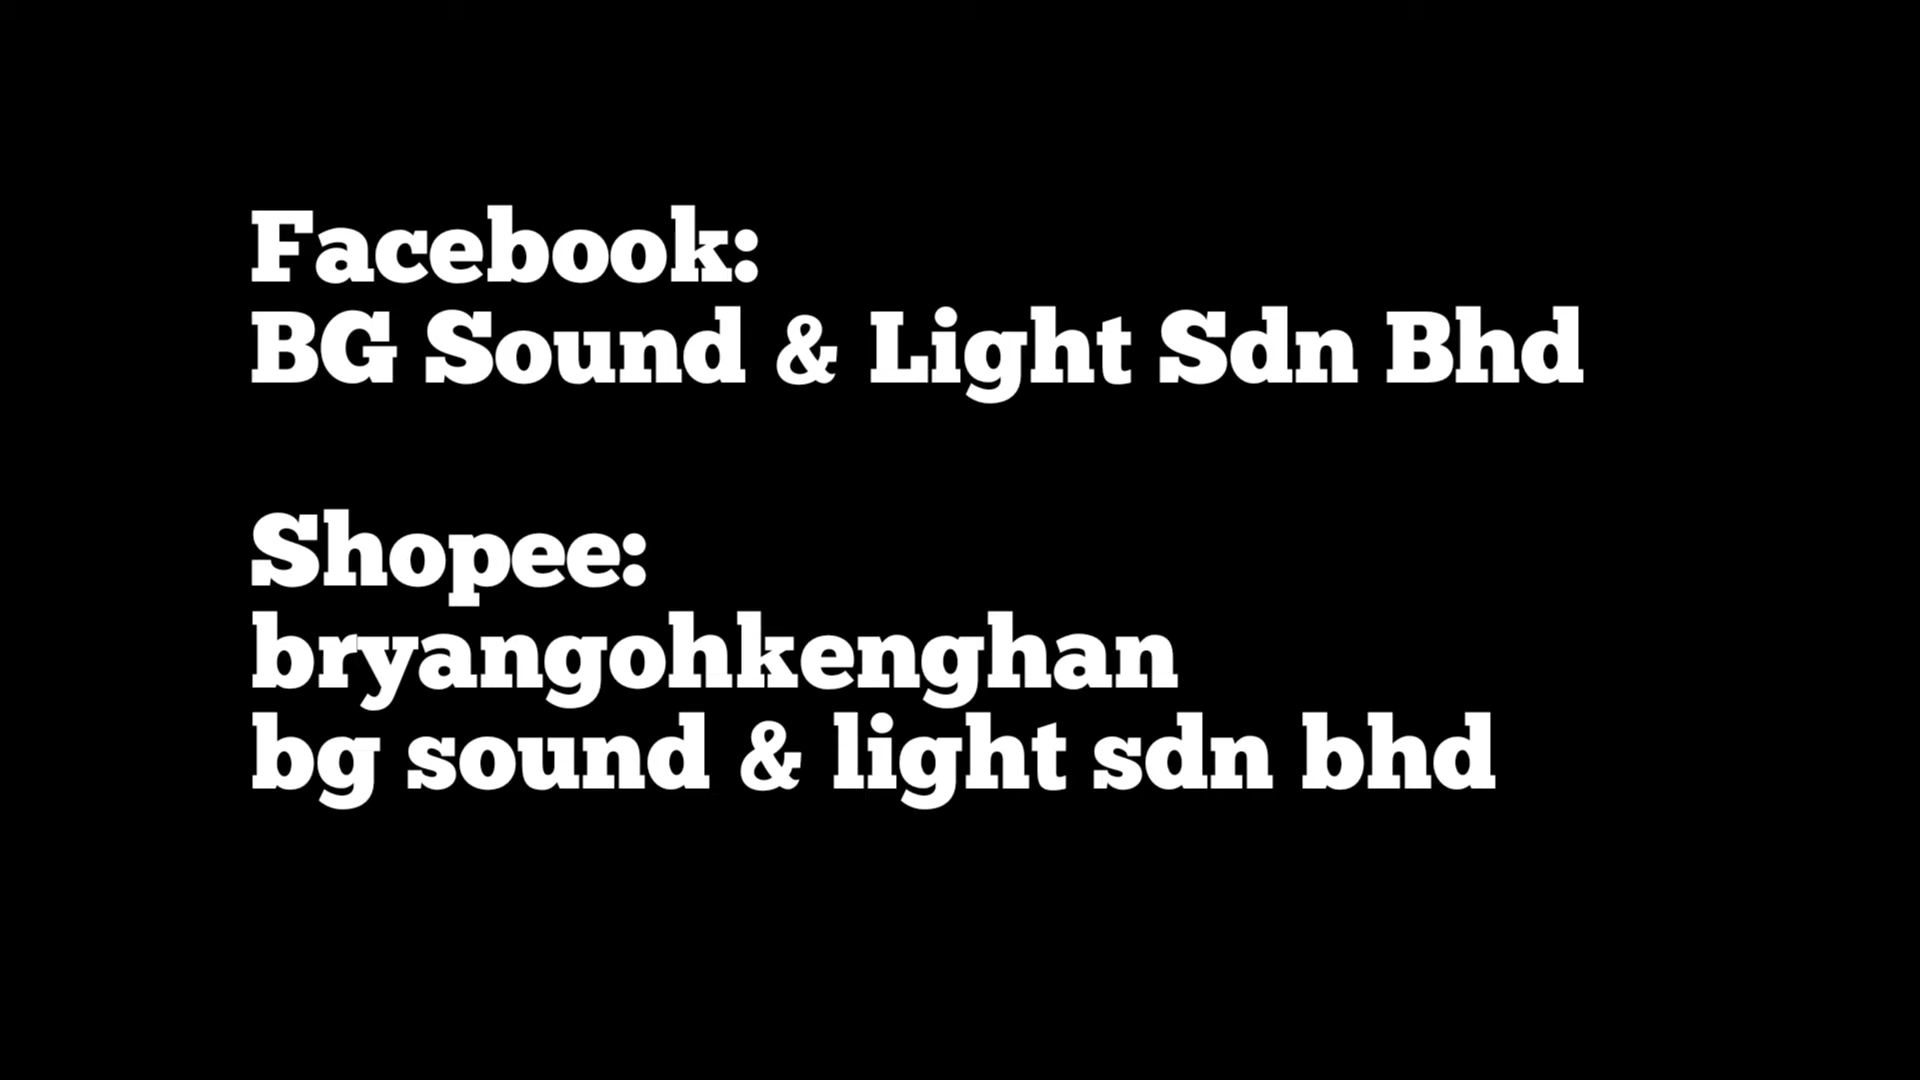 Facebook:
BG Sound & Light Sdn Bhd
Shopee:
bryangohkenghan
bg sound & light sdn bhd